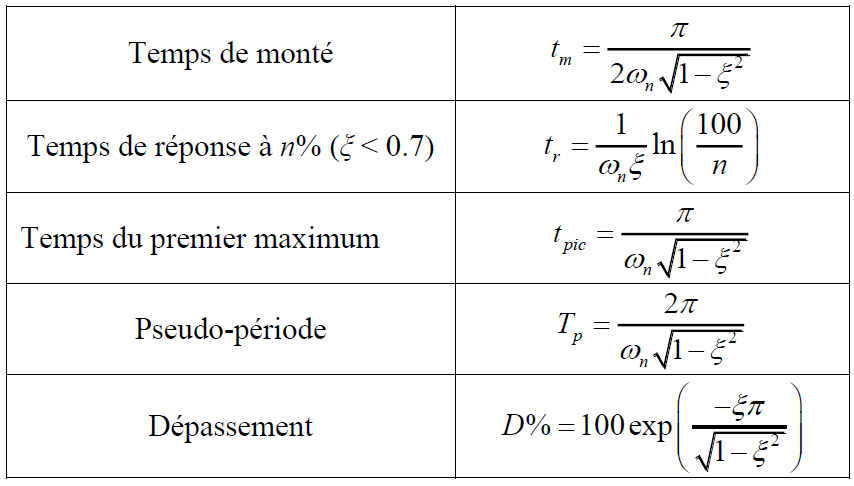 Temps de monté t_m = π / (2ω_n √(1 − ξ²))
Temps de réponse à n% (ξ < 0.7) t_r = 1 / (ω_n ξ) ln(100 / n)
Temps du premier maximum t_pic = π / (ω_n √(1 − ξ²))
Pseudo-période T_p = 2π / (ω_n √(1 − ξ²))
Dépassement D% = 100 exp(−ξπ / √(1 − ξ²))